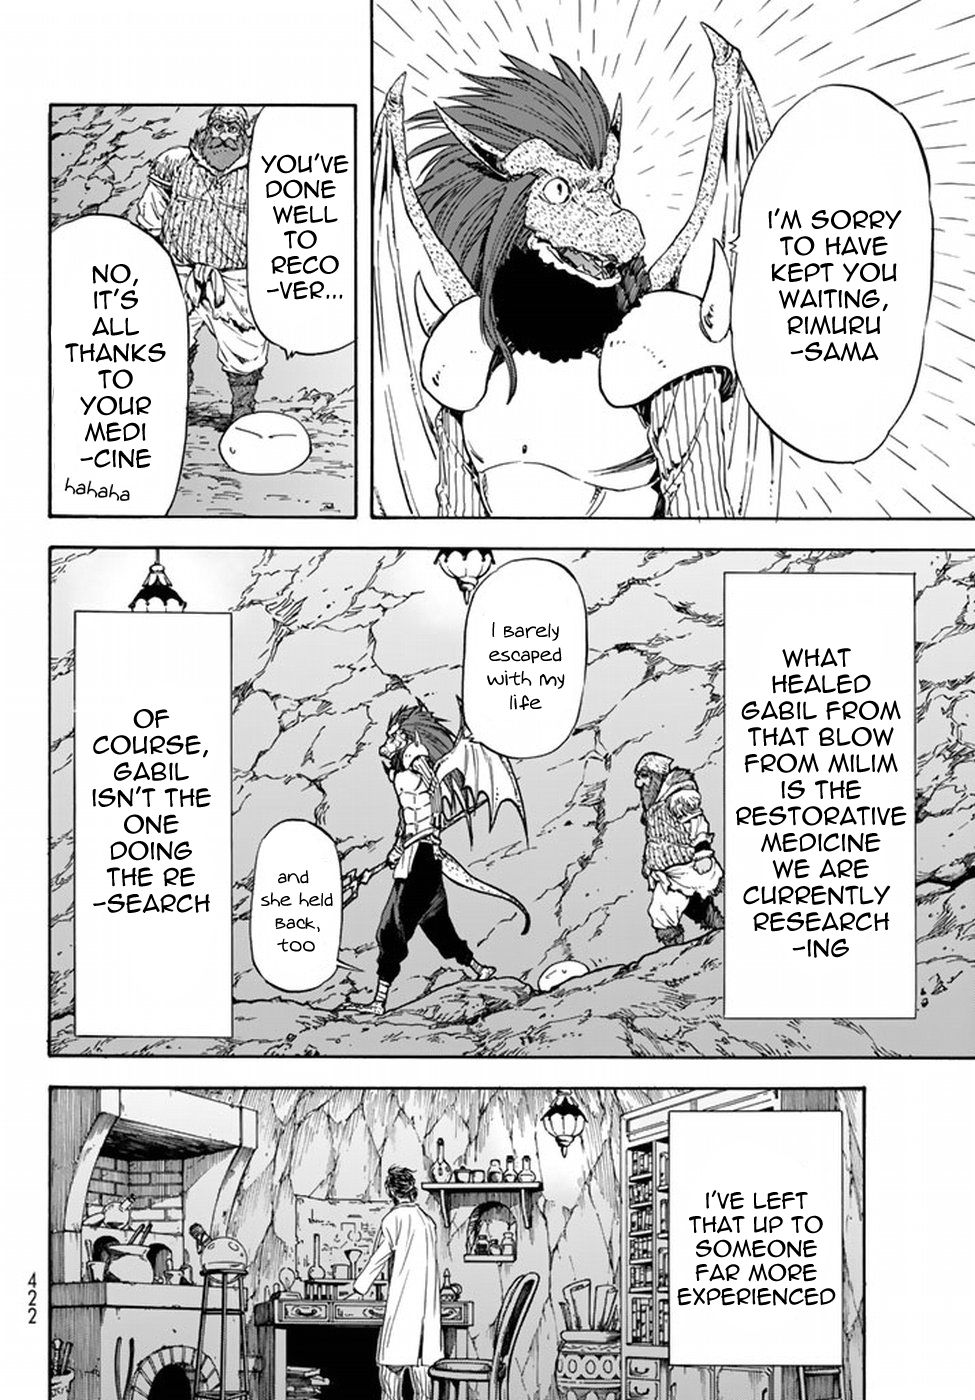 I'M SORRY
TO HAVE
KEPT YOU
WAITING,
RIMURU
-SAMA
YOU'VE
DONE
WELL
TO
RECO
-VER...
NO,
IT'S
ALL
THANKS
TO
YOUR
MEDI
-CINE
hahaha
WHAT
HEALED
GABIL FROM
THAT BLOW
FROM MILIM
IS THE
RESTORATIVE
MEDICINE
WE ARE
CURRENTLY
RESEARCH
-ING
I BARELY
escaped
with my
life
and
she held
back,
too
OF
COURSE,
GABIL
ISN'T THE
ONE
DOING
THE RE
-SEARCH
I'VE LEFT
THAT UP TO
SOMEONE
FAR MORE
EXPERIENCED
422